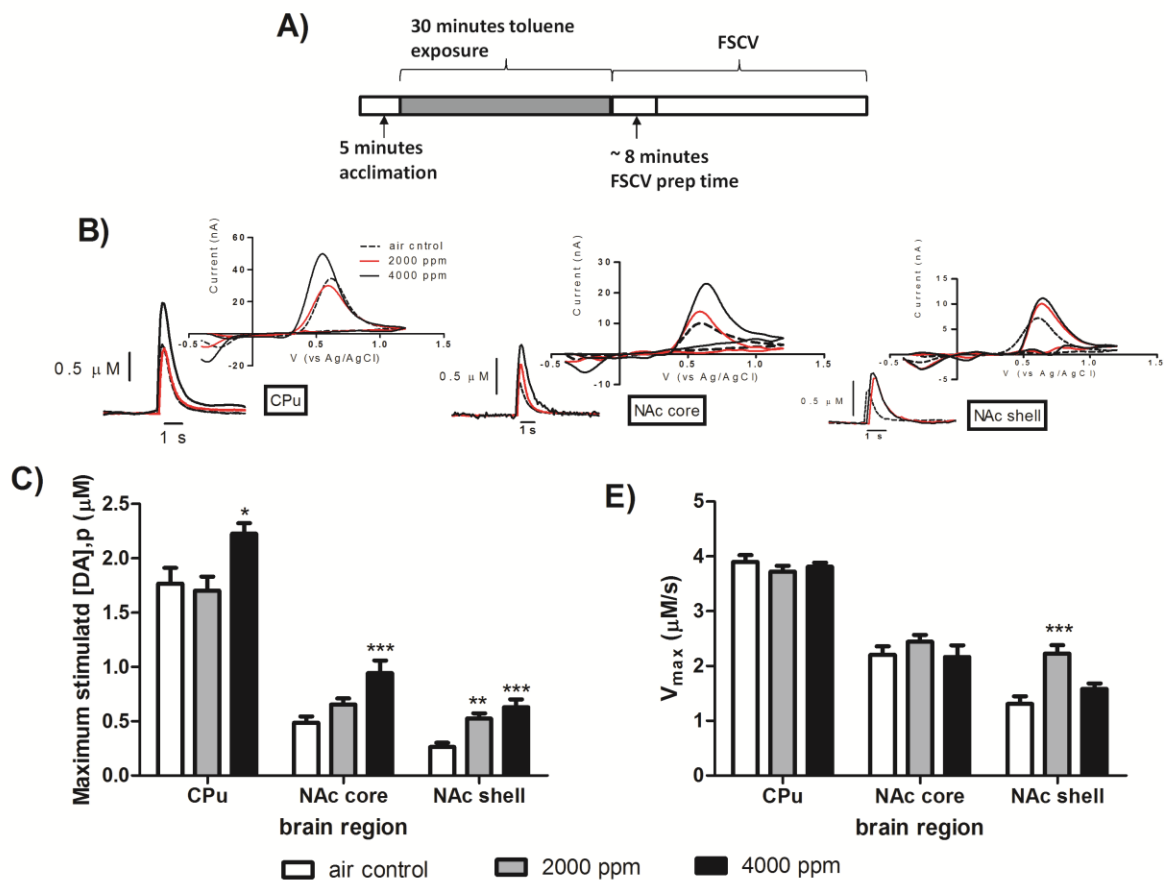 A)
30 minutes toluene
exposure
FSCV
5 minutes
acclimation
~ 8 minutes
FSCV prep time
B)
Current (nA)
60
40
20
-20
-0.5
0.5
1.0
1.5
V (vs Ag/AgCl)
air cntrol
2000 ppm
4000 ppm
0.5 μM
1 s
CPu
Current (nA)
30
20
10
-10
-0.5
0.5
1.0
1.5
V (vs Ag/AgCl)
0.5 μM
1 s
NAc core
Current (nA)
15
10
5
-5
-0.5
0.5
1.0
1.5
V (vs Ag/AgCl)
0.5 μM
1 s
NAc shell
C)
Maximum stimulatd [DA],p (μM)
2.5
2.0
1.5
1.0
0.5
0.0
*
***
**
***
CPu
NAc core
NAc shell
brain region
E)
Vmax (μM/s)
5
4
3
2
1
0
***
CPu
NAc core
NAc shell
brain region
air control
2000 ppm
4000 ppm